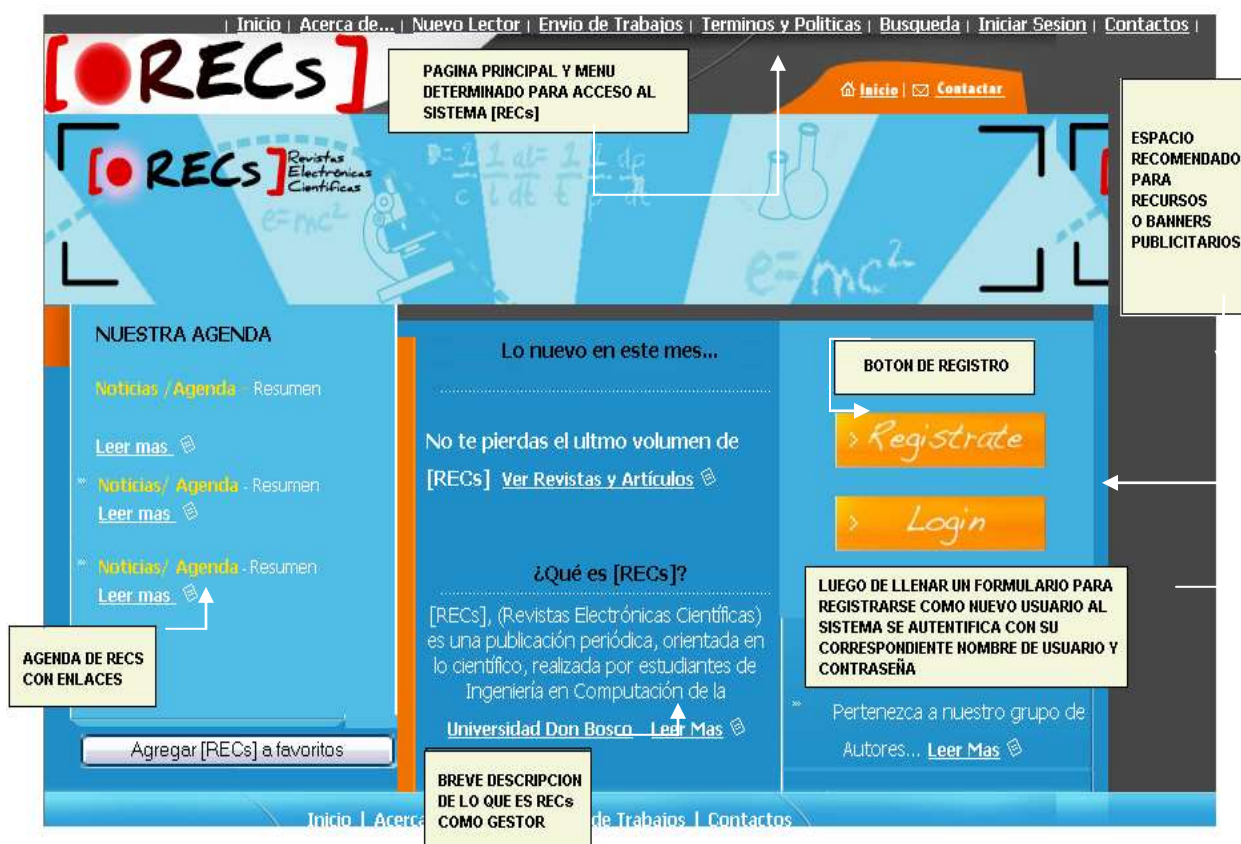 | Inicio | Acerca de... | Nuevo Lector | Envio de Trabajos | Terminos y Politicas | Busqueda | Iniciar Sesion | Contactos |
[RECs]
PAGINA PRINCIPAL Y MENU
DETERMINADO PARA ACCESO AL
SISTEMA [RECs]
Inicio | Contactar
ESPACIO
RECOMENDADO
PARA
RECURSOS
O BANNERS
PUBLICITARIOS
[RECs]
Revistas
Electrónicas
Científicas
e=mc²
e=mc²
NUESTRA AGENDA
Noticias /Agenda - Resumen
Leer mas
Noticias/ Agenda - Resumen
Leer mas
Noticias/ Agenda - Resumen
Leer mas
AGENDA DE RECS
CON ENLACES
Agregar [RECs] a favoritos
Lo nuevo en este mes...
No te pierdas el ultmo volumen de
[RECs] Ver Revistas y Artículos
¿Qué es [RECs]?
[RECs], (Revistas Electrónicas Científicas)
es una publicación periódica, orientada en
lo científico, realizada por estudiantes de
Ingeniería en Computación de la
Universidad Don Bosco Leer Mas
BREVE DESCRIPCION
DE LO QUE ES RECs
COMO GESTOR
BOTON DE REGISTRO
Registrate
Login
LUEGO DE LLENAR UN FORMULARIO PARA
REGISTRARSE COMO NUEVO USUARIO AL
SISTEMA SE AUTENTIFICA CON SU
CORRESPONDIENTE NOMBRE DE USUARIO Y
CONTRASEÑA
Pertenezca a nuestro grupo de
Autores... Leer Mas
Inicio | Acerca de Trabajos | Contactos